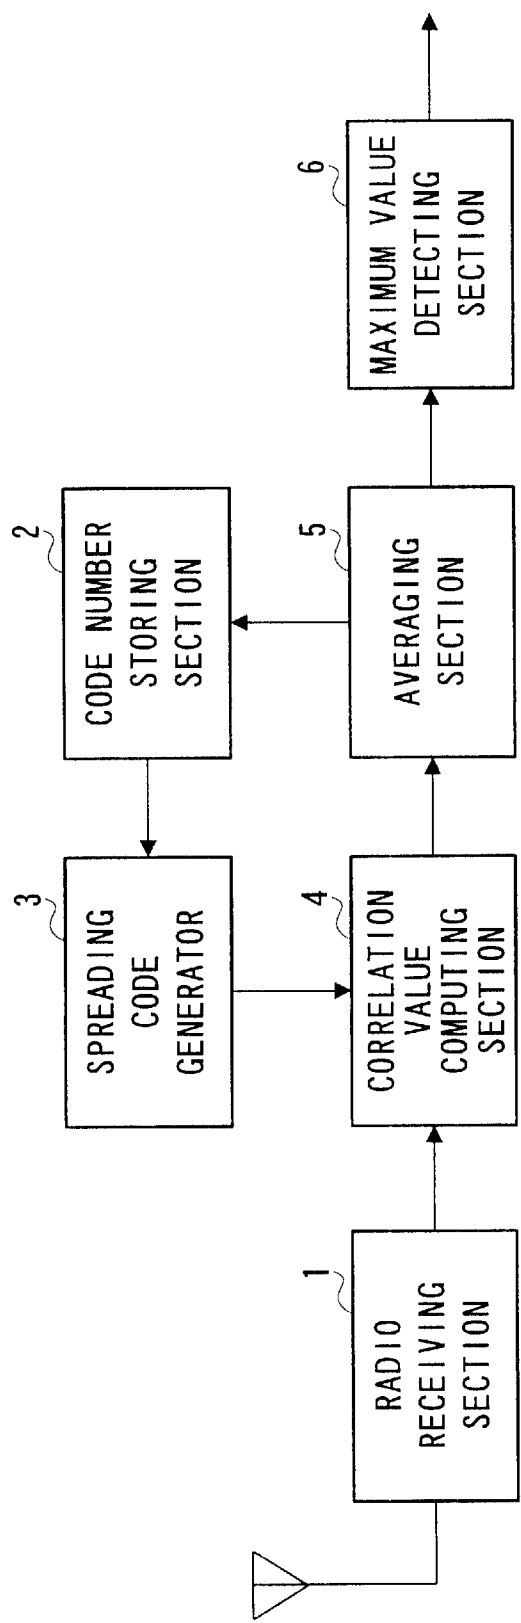 1
RADIO
RECEIVING
SECTION
3
SPREADING
CODE
GENERATOR
4
CORRELATION
VALUE
COMPUTING
SECTION
2
CODE NUMBER
STORING
SECTION
5
AVERAGING
SECTION
6
MAXIMUM VALUE
DETECTING
SECTION